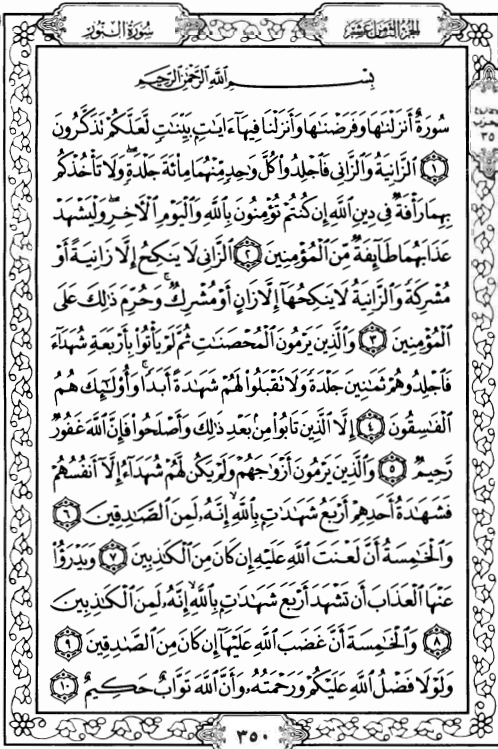 الجزء الثامن عشر
سورة النور
بِسْمِ اللَّهِ الرَّحْمَٰنِ الرَّحِيمِ
سُورَةٌ أَنزَلْنَاهَا وَفَرَضْنَاهَا وَأَنزَلْنَا فِيهَا ءَايَاتٍ بَيِّنَاتٍ لَّعَلَّكُمْ تَذَكَّرُونَ
١ الزَّانِيَةُ وَالزَّانِي فَاجْلِدُوا كُلَّ وَاحِدٍ مِّنْهُمَا مِائَةَ جَلْدَةٍ ۖ وَلَا تَأْخُذْكُم
بِهِمَا رَأْفَةٌ فِي دِينِ اللَّهِ إِن كُنتُمْ تُؤْمِنُونَ بِاللَّهِ وَالْيَوْمِ الْآخِرِ ۖ وَلْيَشْهَدْ
عَذَابَهُمَا طَائِفَةٌ مِّنَ الْمُؤْمِنِينَ ٢ الزَّانِي لَا يَنكِحُ إِلَّا زَانِيَةً أَوْ
مُشْرِكَةً وَالزَّانِيَةُ لَا يَنكِحُهَا إِلَّا زَانٍ أَوْ مُشْرِكٌ ۚ وَحُرِّمَ ذَٰلِكَ عَلَى
الْمُؤْمِنِينَ ٣ وَالَّذِينَ يَرْمُونَ الْمُحْصَنَاتِ ثُمَّ لَمْ يَأْتُوا بِأَرْبَعَةِ شُهَدَاءَ
فَاجْلِدُوهُمْ ثَمَانِينَ جَلْدَةً وَلَا تَقْبَلُوا لَهُمْ شَهَادَةً أَبَدًا ۚ وَأُولَٰئِكَ هُمُ
الْفَاسِقُونَ ٤ إِلَّا الَّذِينَ تَابُوا مِن بَعْدِ ذَٰلِكَ وَأَصْلَحُوا فَإِنَّ اللَّهَ غَفُورٌ
رَّحِيمٌ ٥ وَالَّذِينَ يَرْمُونَ أَزْوَاجَهُمْ وَلَمْ يَكُن لَّهُمْ شُهَدَاءُ إِلَّا أَنفُسُهُمْ
فَشَهَادَةُ أَحَدِهِمْ أَرْبَعُ شَهَادَاتٍ بِاللَّهِ ۙ إِنَّهُ لَمِنَ الصَّادِقِينَ ٦
وَالْخَامِسَةُ أَنَّ لَعْنَتَ اللَّهِ عَلَيْهِ إِن كَانَ مِنَ الْكَاذِبِينَ ٧ وَيَدْرَؤُا
عَنْهَا الْعَذَابَ أَن تَشْهَدَ أَرْبَعَ شَهَادَاتٍ بِاللَّهِ ۙ إِنَّهُ لَمِنَ الْكَاذِبِينَ
٨ وَالْخَامِسَةَ أَنَّ غَضَبَ اللَّهِ عَلَيْهَا إِن كَانَ مِنَ الصَّادِقِينَ ٩
وَلَوْلَا فَضْلُ اللَّهِ عَلَيْكُمْ وَرَحْمَتُهُ وَأَنَّ اللَّهَ تَوَّابٌ حَكِيمٌ ١٠
٣٥
٣٥٠